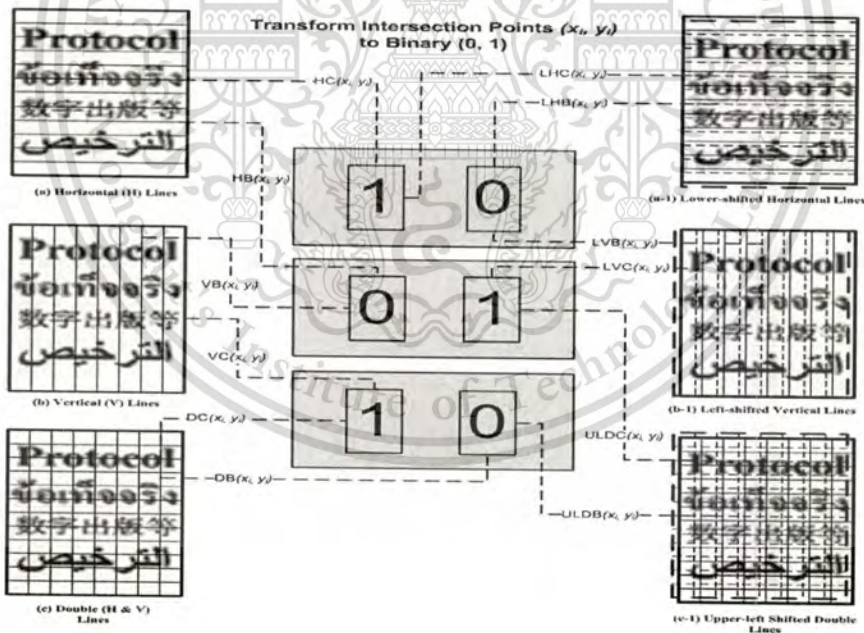 Transform Intersection Points (xᵢ, yᵢ)
to Binary (0, 1)
Protocol
ข้อเท็จจริง
数字出版等
الترخيص
(a) Horizontal (H) Lines
HC(xᵢ, yᵢ)
LHC(xᵢ, yᵢ)
LHB(xᵢ, yᵢ)
Protocol
ข้อเท็จจริง
数字出版等
الترخيص
(a-1) Lower-shifted Horizontal Lines
HB(xᵢ, yᵢ)
1 0
LVB(xᵢ, yᵢ)
LVC(xᵢ, yᵢ)
Protocol
ข้อเท็จจริง
数字出版等
الترخيص
(b) Vertical (V) Lines
VB(xᵢ, yᵢ)
0 1
VC(xᵢ, yᵢ)
Protocol
ข้อเท็จจริง
数字出版等
الترخيص
(b-1) Left-shifted Vertical Lines
DC(xᵢ, yᵢ)
1 0
ULDC(xᵢ, yᵢ)
DB(xᵢ, yᵢ)
ULDB(xᵢ, yᵢ)
Protocol
ข้อเท็จจริง
数字出版等
الترخيص
(c) Double (H & V)
Lines
Protocol
ข้อเท็จจริง
数字出版等
الترخيص
(c-1) Upper-left Shifted Double
Lines
Institute of Technology